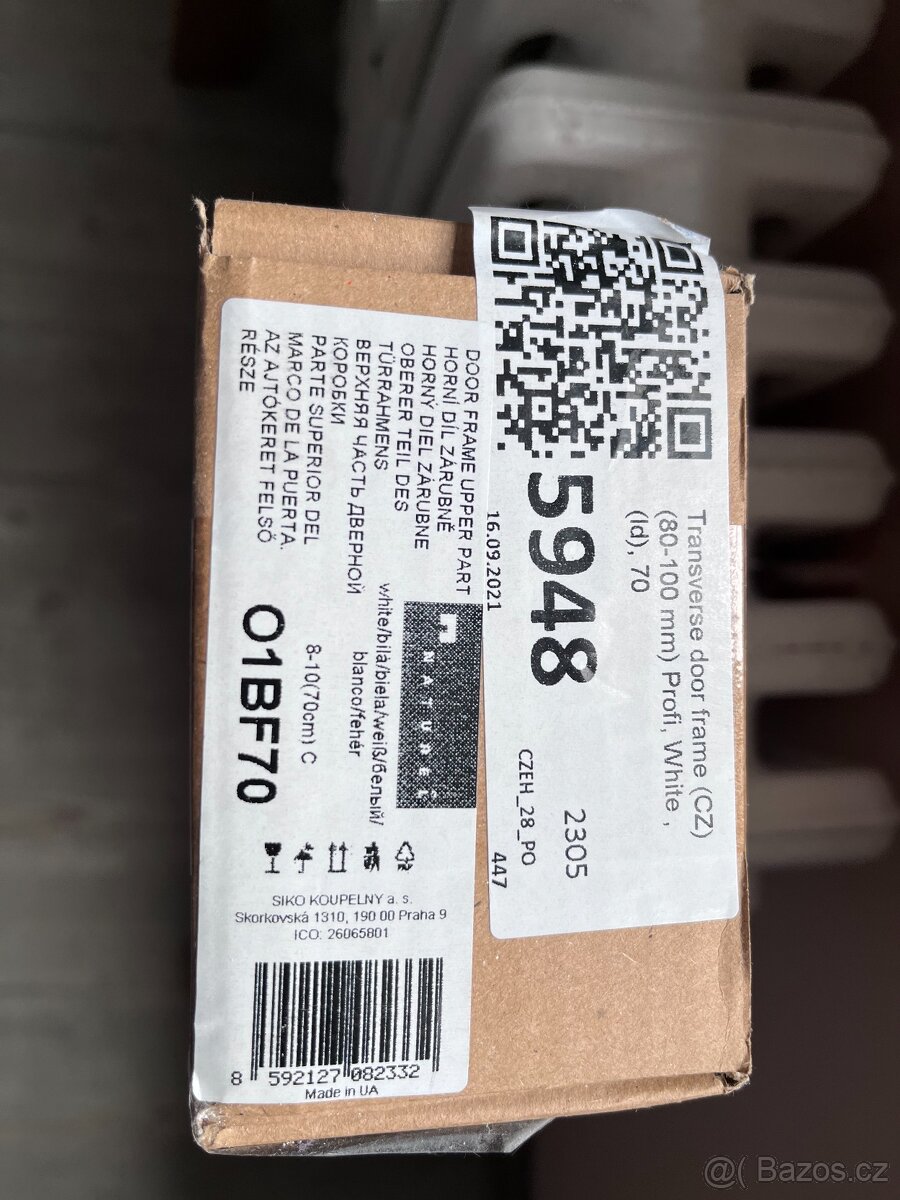 Transverse door frame (CZ)
(80-100 mm) Profi, White ,
(ld), 70
5948
2305
16.09.2021
CZEH_28_PO
447
DOOR FRAME UPPER PART
HORNÍ DÍL ZÁRUBNĚ
HORNÝ DIEL ZÁRUBNE
OBERER TEIL DES
TÜRRAHMENS
ВЕРХНЯЯ ЧАСТЬ ДВЕРНОЙ
КОРОБКИ
PARTE SUPERIOR DEL
MARCO DE LA PUERTA.
AZ AJTÓKERET FELSŐ
RÉSZE
NATUREL
white/bílá/biela/weiß/белый/
blanco/fehér
8-10(70cm) C
O1BF70
SIKO KOUPELNY a. s.
Skorkovská 1310, 190 00 Praha 9
ICO: 26065801
8 592127 082332
Made in UA
@( Bazos.cz